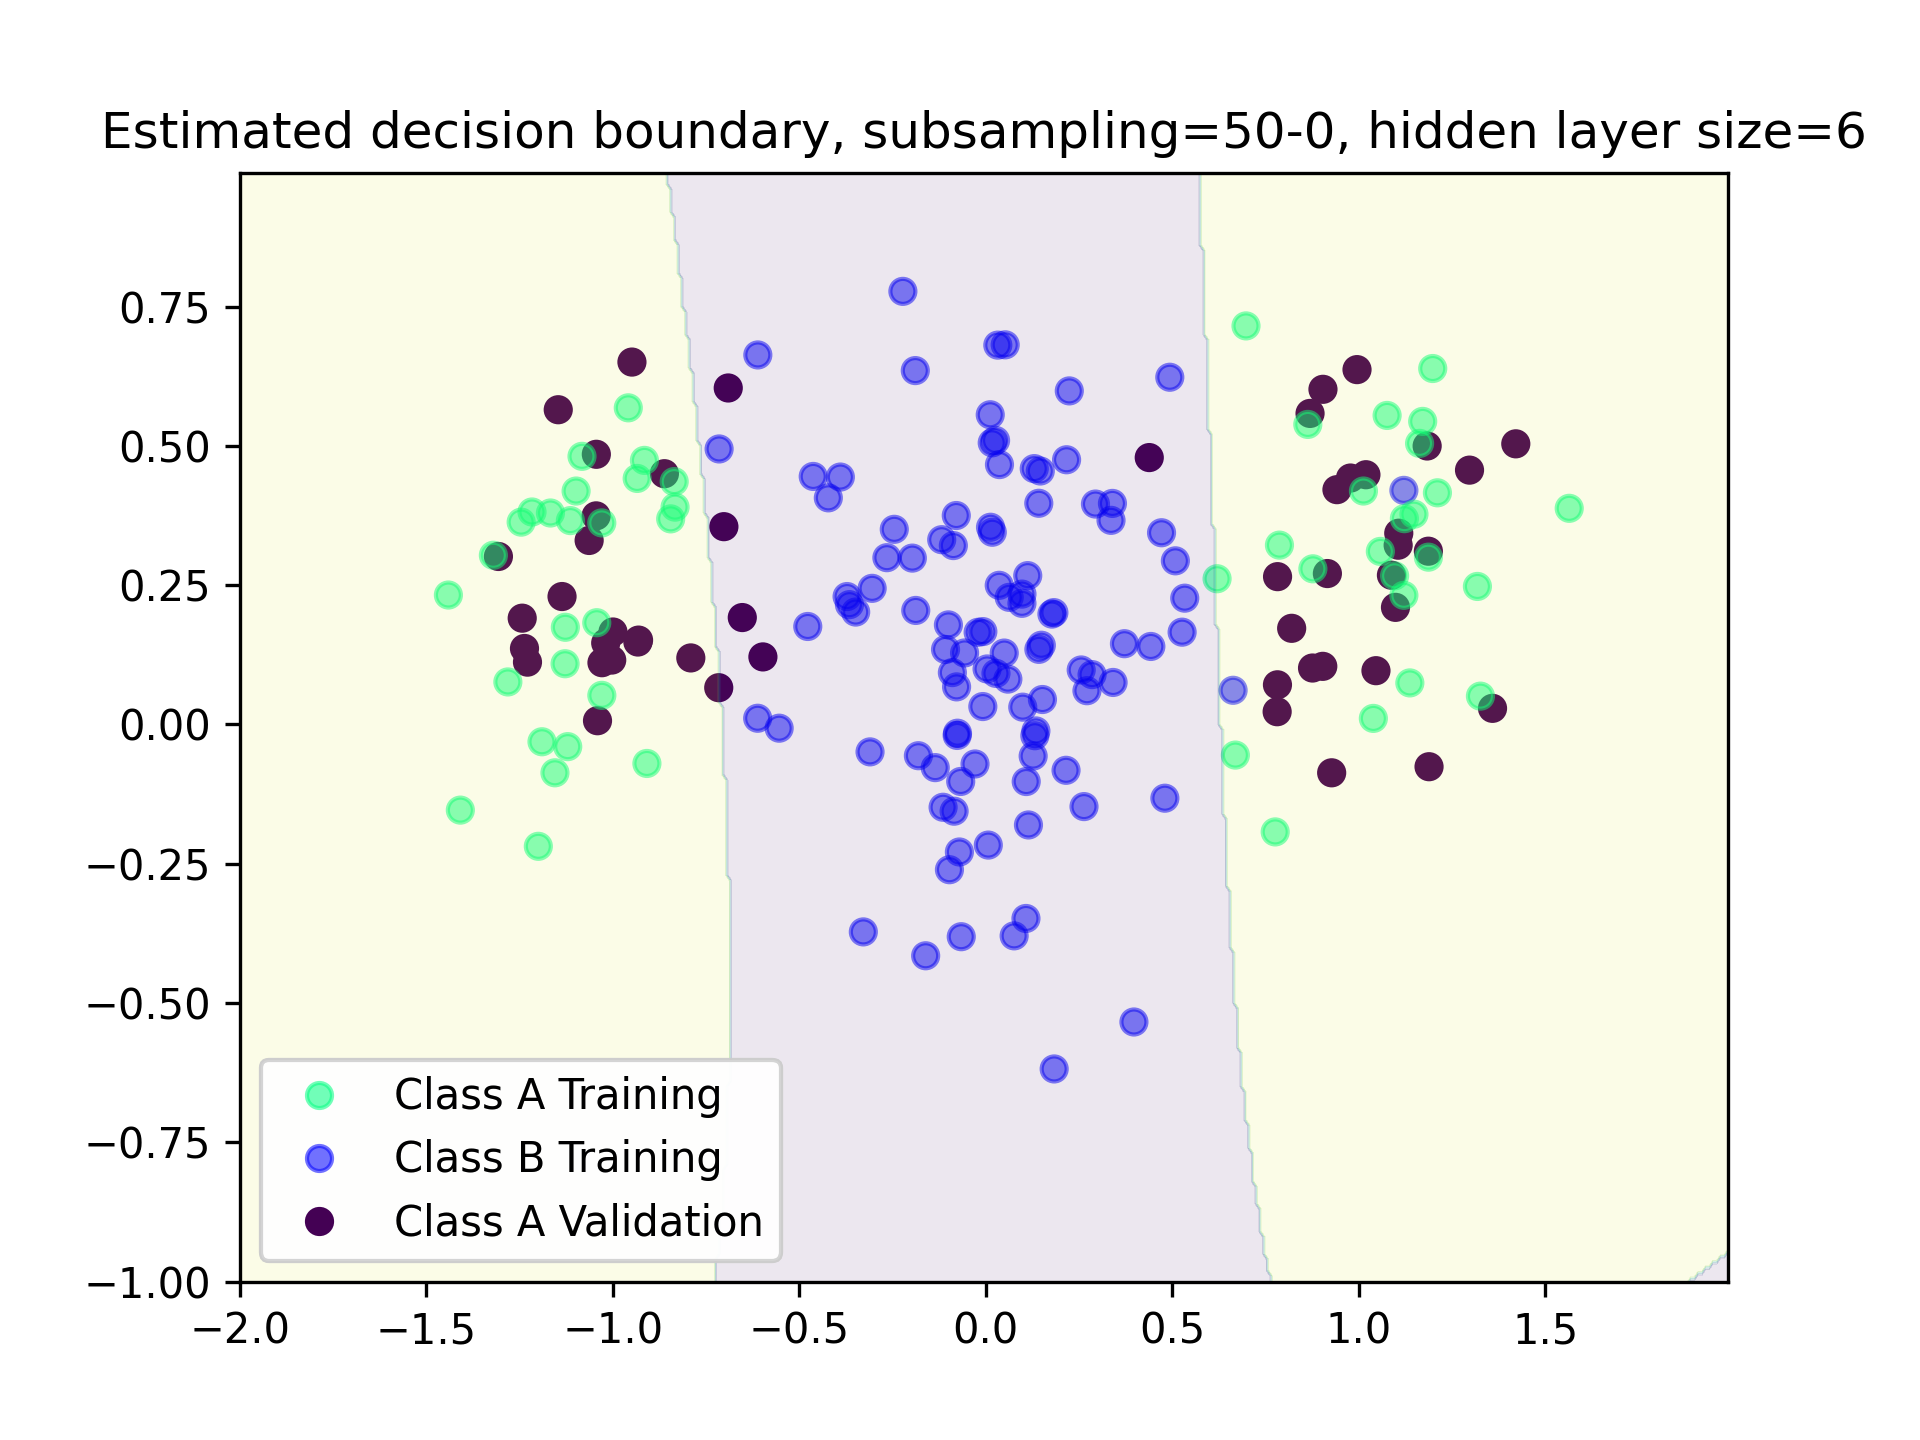 Estimated decision boundary, subsampling=50-0, hidden layer size=6
0.75
0.50
0.25
0.00
−0.25
−0.50
−0.75
−1.00
Class A Training
Class B Training
Class A Validation
−2.0 −1.5 −1.0 −0.5 0.0 0.5 1.0 1.5